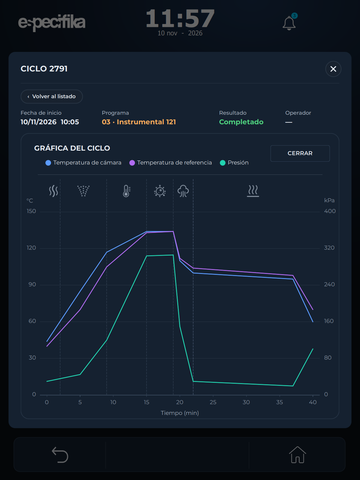 e-specifika
11:57
10 nov - 2026
CICLO 2791
‹ Volver al listado
Fecha de inicio
Programa
Resultado
Operador
10/11/2026 10:05
03 · Instrumental 121
Completado
—
GRÁFICA DEL CICLO
CERRAR
Temperatura de cámara
Temperatura de referencia
Presión
°C
kPa
150
400
120
320
90
240
60
160
30
80
0
0
0
5
10
15
20
25
30
35
40
Tiempo (min)